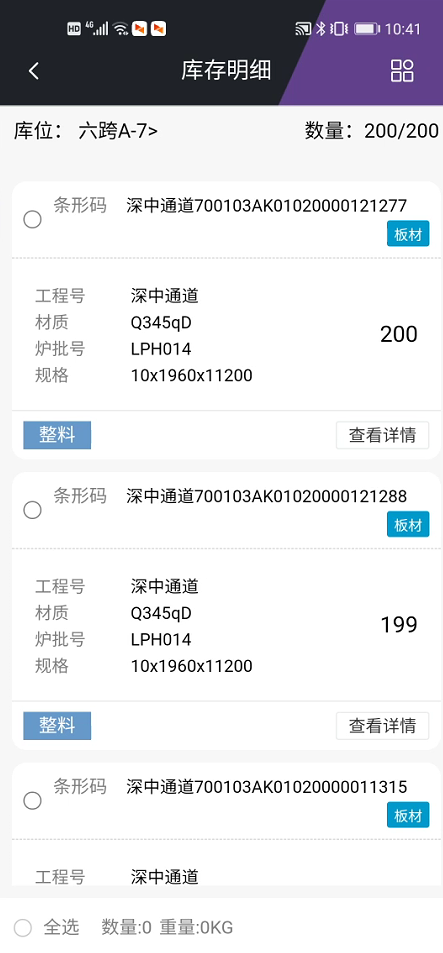 HD 4G 10:41
库存明细
库位： 六跨A-7> 数量：200/200
条形码 深中通道700103AK01020000121277
板材
工程号 深中通道
材质 Q345qD
200
炉批号 LPH014
规格 10x1960x11200
整料 查看详情
条形码 深中通道700103AK01020000121288
板材
工程号 深中通道
材质 Q345qD
199
炉批号 LPH014
规格 10x1960x11200
整料 查看详情
条形码 深中通道700103AK01020000011315
板材
工程号 深中通道
全选 数量:0 重量:0KG